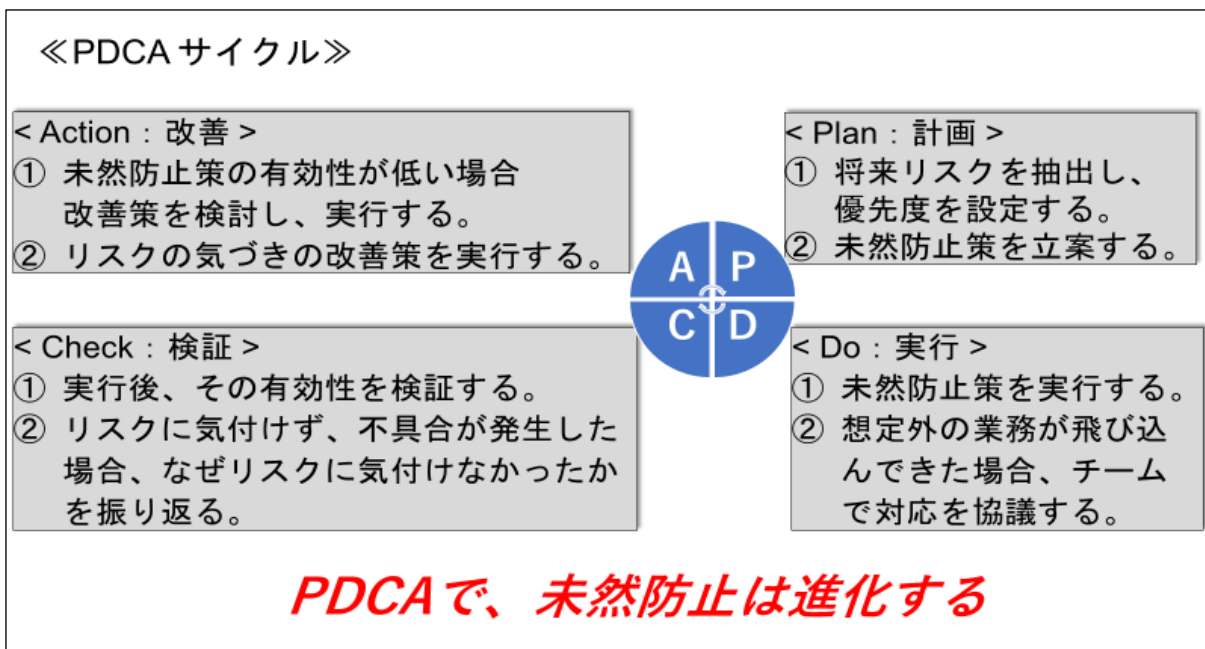 ≪PDCA サイクル≫
< Action：改善 >
① 未然防止策の有効性が低い場合
改善策を検討し、実行する。
② リスクの気づきの改善策を実行する。
< Plan：計画 >
① 将来リスクを抽出し、
優先度を設定する。
② 未然防止策を立案する。
A P
C D
< Check：検証 >
① 実行後、その有効性を検証する。
② リスクに気付けず、不具合が発生した
場合、なぜリスクに気付けなかったか
を振り返る。
< Do：実行 >
① 未然防止策を実行する。
② 想定外の業務が飛び込
んできた場合、チーム
で対応を協議する。
PDCAで、未然防止は進化する